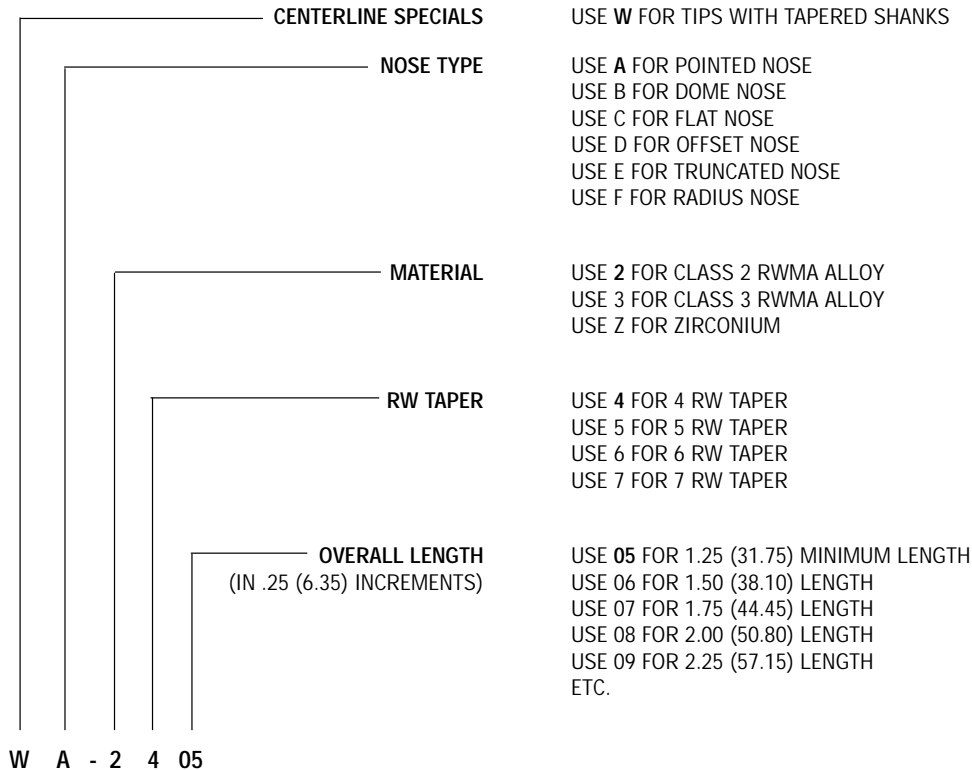 CENTERLINE SPECIALS USE W FOR TIPS WITH TAPERED SHANKS
NOSE TYPE USE A FOR POINTED NOSE
USE B FOR DOME NOSE
USE C FOR FLAT NOSE
USE D FOR OFFSET NOSE
USE E FOR TRUNCATED NOSE
USE F FOR RADIUS NOSE
MATERIAL USE 2 FOR CLASS 2 RWMA ALLOY
USE 3 FOR CLASS 3 RWMA ALLOY
USE Z FOR ZIRCONIUM
RW TAPER USE 4 FOR 4 RW TAPER
USE 5 FOR 5 RW TAPER
USE 6 FOR 6 RW TAPER
USE 7 FOR 7 RW TAPER
OVERALL LENGTH USE 05 FOR 1.25 (31.75) MINIMUM LENGTH
(IN .25 (6.35) INCREMENTS) USE 06 FOR 1.50 (38.10) LENGTH
USE 07 FOR 1.75 (44.45) LENGTH
USE 08 FOR 2.00 (50.80) LENGTH
USE 09 FOR 2.25 (57.15) LENGTH
ETC.
W A - 2 4 05